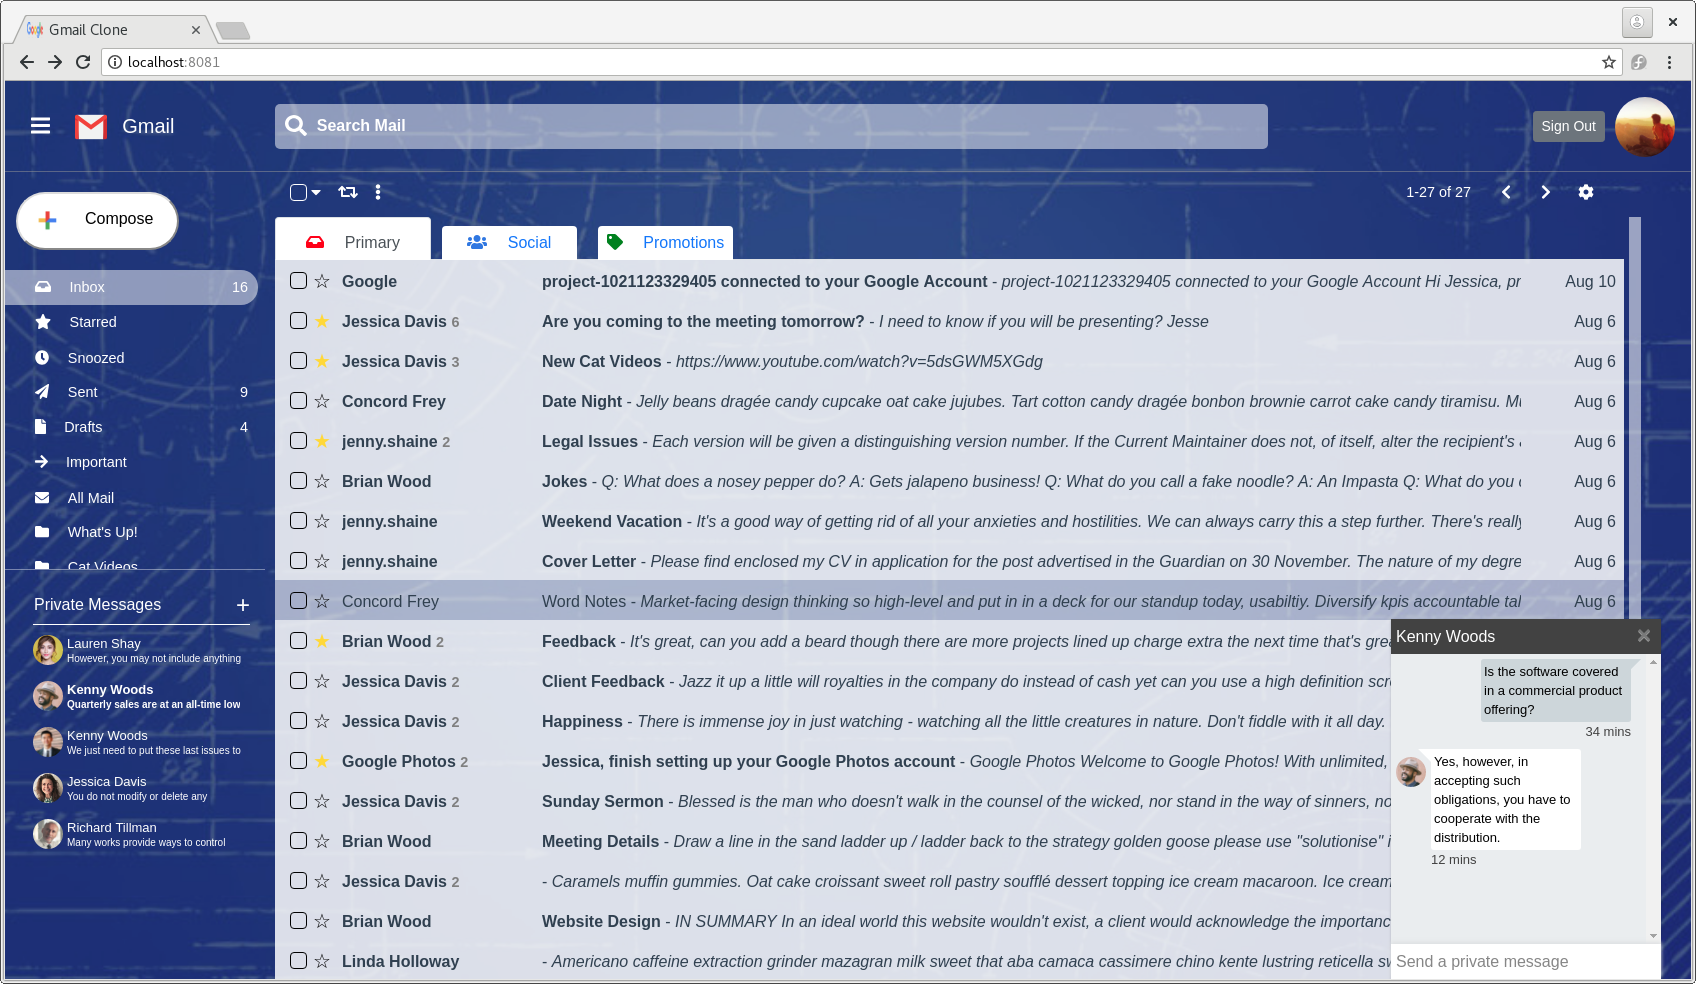 Gmail Clone
localhost:8081
Gmail
Search Mail
Sign Out
1-27 of 27
Compose
Inbox 16
Starred
Snoozed
Sent 9
Drafts 4
Important
All Mail
What's Up!
Cat Videos
Private Messages +
Lauren Shay
However, you may not include anything
Kenny Woods
Quarterly sales are at an all-time low
Kenny Woods
We just need to put these last issues to
Jessica Davis
You do not modify or delete any
Richard Tillman
Many works provide ways to control
Primary Social Promotions
Google project-1021123329405 connected to your Google Account - project-1021123329405 connected to your Google Account Hi Jessica, pr Aug 10
Jessica Davis 6 Are you coming to the meeting tomorrow? - I need to know if you will be presenting? Jesse Aug 6
Jessica Davis 3 New Cat Videos - https://www.youtube.com/watch?v=5dsGWM5XGdg Aug 6
Concord Frey Date Night - Jelly beans dragée candy cupcake oat cake jujubes. Tart cotton candy dragée bonbon brownie carrot cake candy tiramisu. Aug 6
jenny.shaine 2 Legal Issues - Each version will be given a distinguishing version number. If the Current Maintainer does not, of itself, alter the recipient's Aug 6
Brian Wood Jokes - Q: What does a nosey pepper do? A: Gets jalapeno business! Q: What do you call a fake noodle? A: An Impasta Q: What do you Aug 6
jenny.shaine Weekend Vacation - It's a good way of getting rid of all your anxieties and hostilities. We can always carry this a step further. There's really Aug 6
jenny.shaine Cover Letter - Please find enclosed my CV in application for the post advertised in the Guardian on 30 November. The nature of my degre Aug 6
Concord Frey Word Notes - Market-facing design thinking so high-level and put in in a deck for our standup today, usabiltiy. Diversify kpis accountable tal Aug 6
Brian Wood 2 Feedback - It's great, can you add a beard though there are more projects lined up charge extra the next time that's gre
Jessica Davis 2 Client Feedback - Jazz it up a little will royalties in the company do instead of cash yet can you use a high definition scr
Jessica Davis 2 Happiness - There is immense joy in just watching - watching all the little creatures in nature. Don't fiddle with it all day.
Google Photos 2 Jessica, finish setting up your Google Photos account - Google Photos Welcome to Google Photos! With unlimited,
Jessica Davis 2 Sunday Sermon - Blessed is the man who doesn't walk in the counsel of the wicked, nor stand in the way of sinners, no
Brian Wood Meeting Details - Draw a line in the sand ladder up / ladder back to the strategy golden goose please use "solutionise" i
Jessica Davis 2 - Caramels muffin gummies. Oat cake croissant sweet roll pastry soufflé dessert topping ice cream macaroon. Ice cream
Brian Wood Website Design - IN SUMMARY In an ideal world this website wouldn't exist, a client would acknowledge the importanc
Linda Holloway - Americano caffeine extraction grinder mazagran milk sweet that aba camaca cassimere chino kente lustring reticella sw
Kenny Woods
Is the software covered
in a commercial product
offering?
34 mins
Yes, however, in
accepting such
obligations, you have to
cooperate with the
distribution.
12 mins
Send a private message